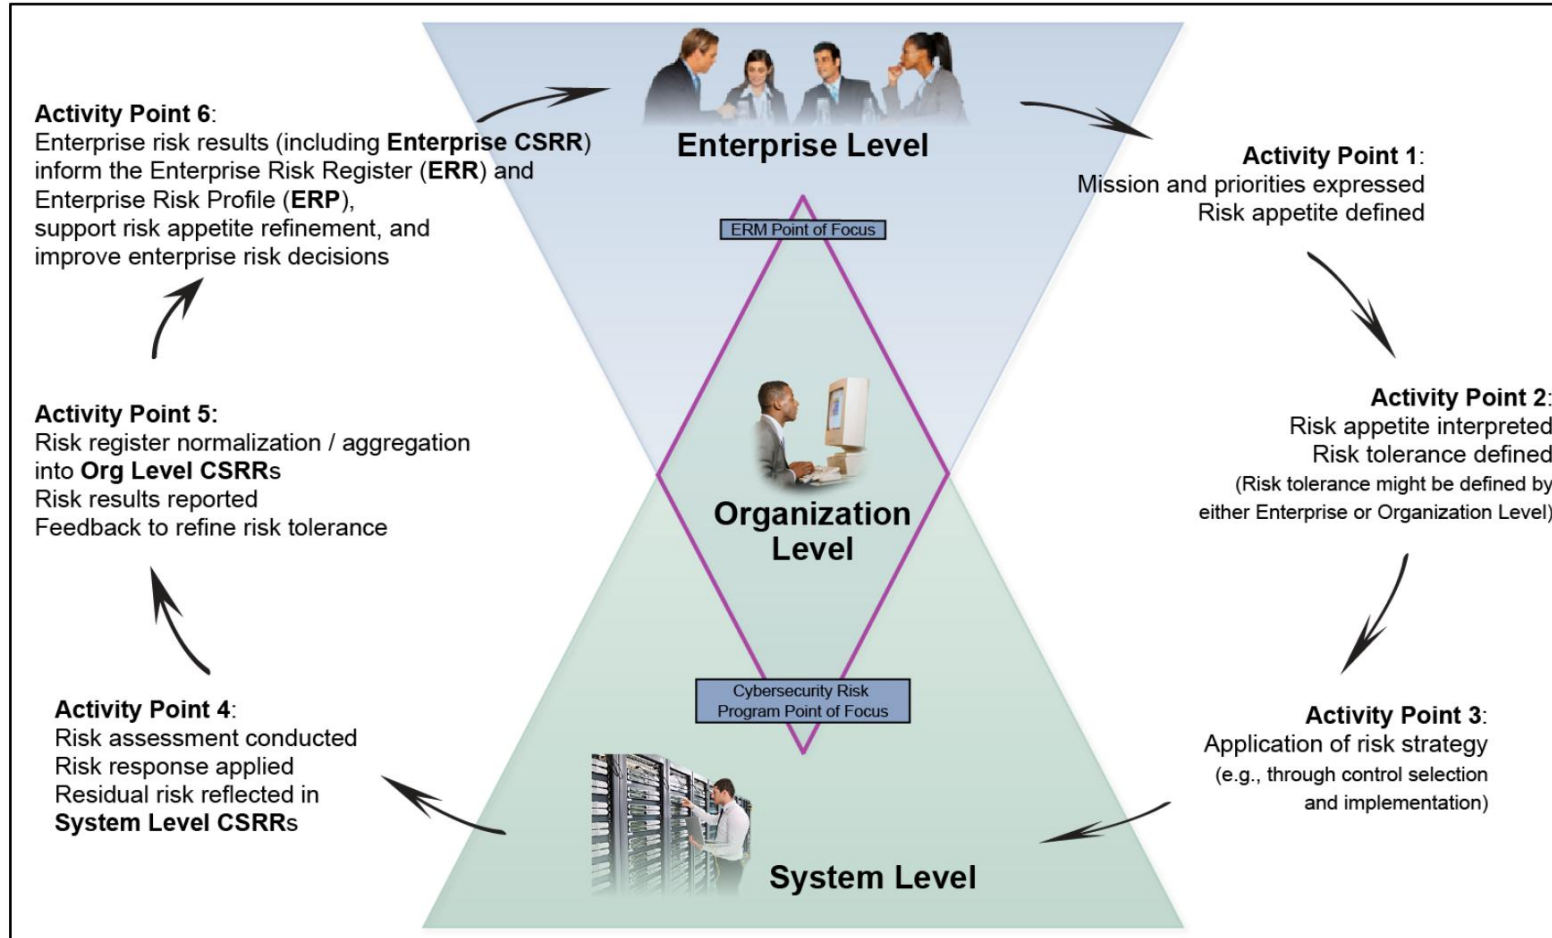 Enterprise Level
ERM Point of Focus
Organization
Level
Cybersecurity Risk
Program Point of Focus
System Level
Activity Point 1:
Mission and priorities expressed
Risk appetite defined
Activity Point 2:
Risk appetite interpreted
Risk tolerance defined
(Risk tolerance might be defined by
either Enterprise or Organization Level)
Activity Point 3:
Application of risk strategy
(e.g., through control selection
and implementation)
Activity Point 4:
Risk assessment conducted
Risk response applied
Residual risk reflected in
System Level CSRRs
Activity Point 5:
Risk register normalization / aggregation
into Org Level CSRRs
Risk results reported
Feedback to refine risk tolerance
Activity Point 6:
Enterprise risk results (including Enterprise CSRR)
inform the Enterprise Risk Register (ERR) and
Enterprise Risk Profile (ERP),
support risk appetite refinement, and
improve enterprise risk decisions